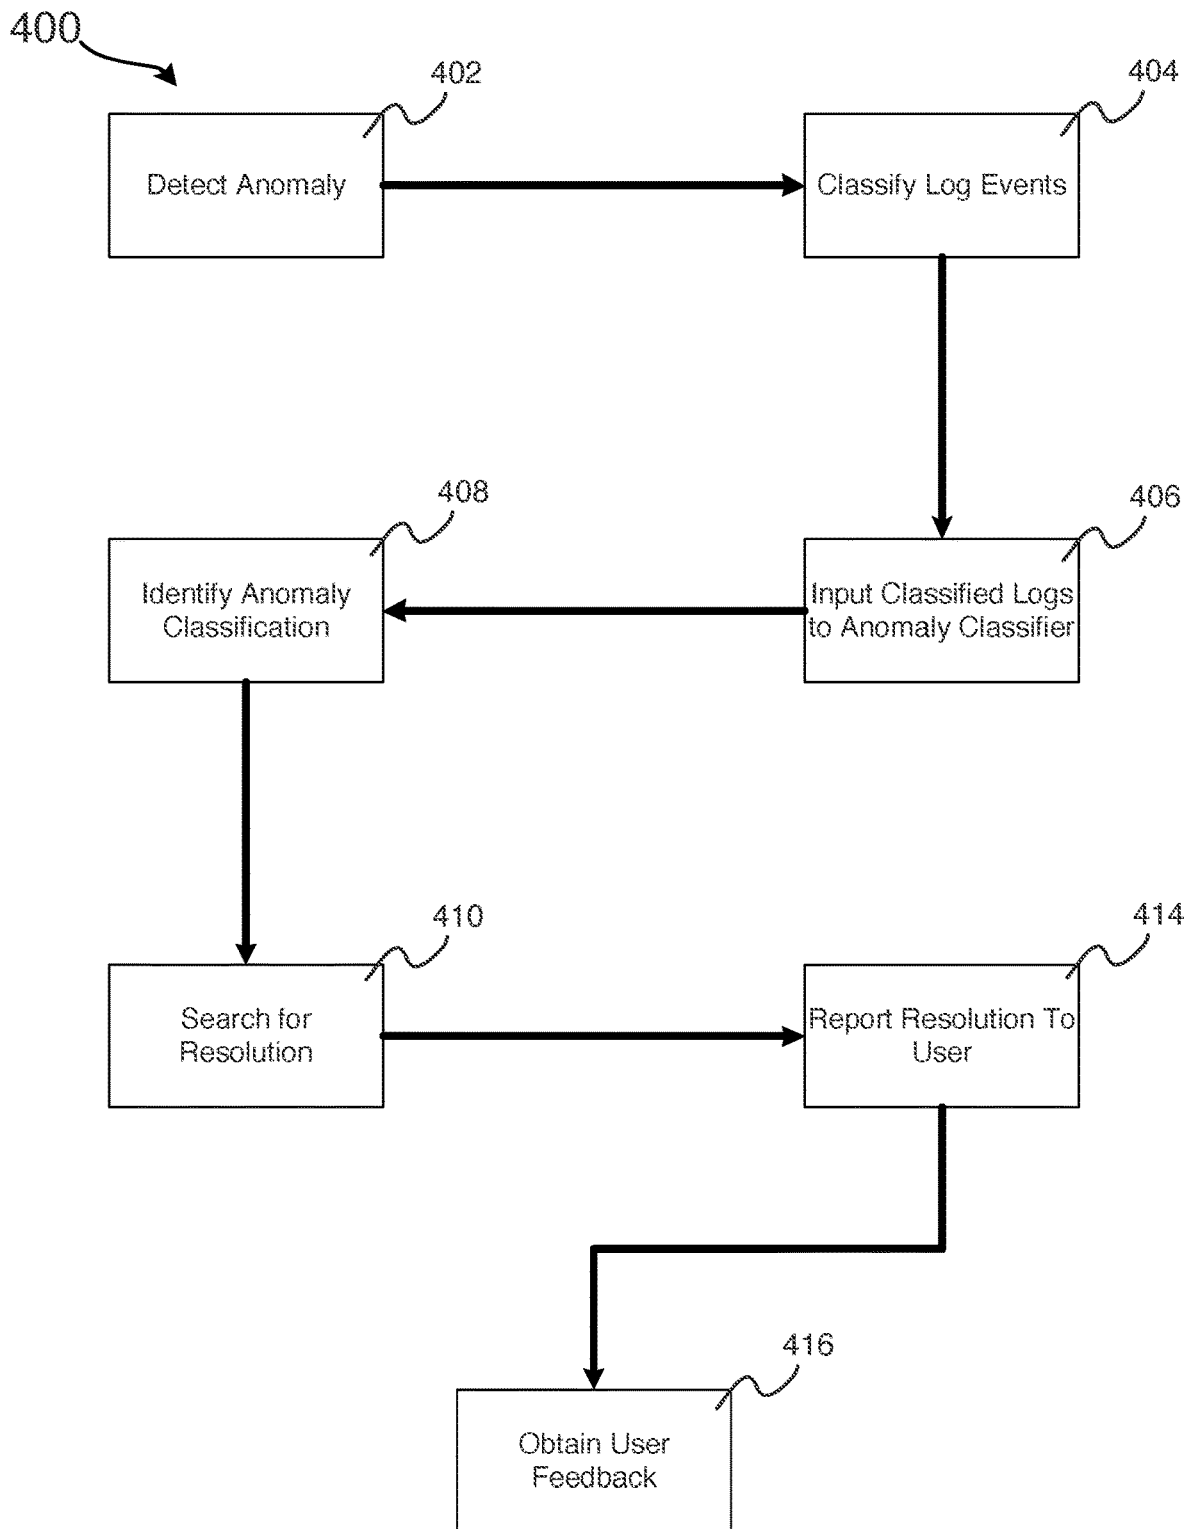 400
402
Detect Anomaly
404
Classify Log Events
406
Input Classified Logs
to Anomaly Classifier
408
Identify Anomaly
Classification
410
Search for
Resolution
414
Report Resolution To
User
416
Obtain User
Feedback